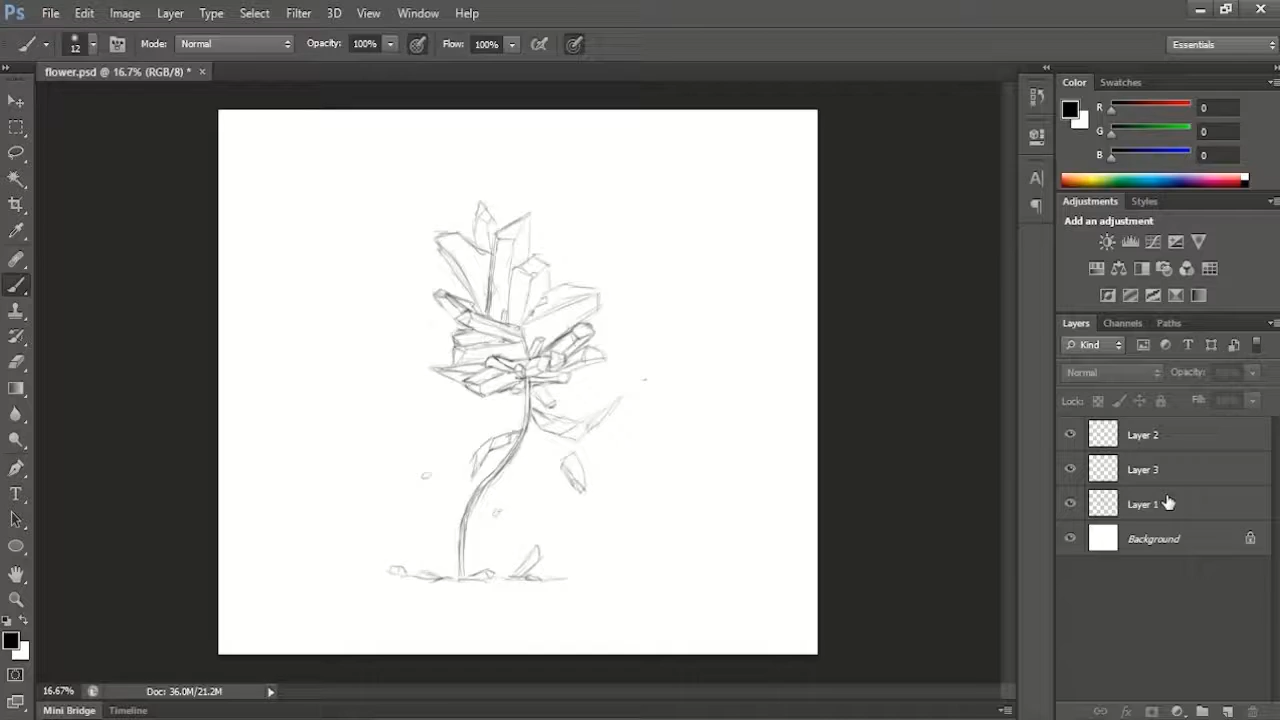 Ps File Edit Image Layer Type Select Filter 3D View Window Help
12 Mode: Normal Opacity: 100% Flow: 100% Essentials
flower.psd @ 16.7% (RGB/8) * ×
Color Swatches
R 0
G 0
B 0
Adjustments Styles
Add an adjustment
Layers Channels Paths
Kind
Normal Opacity:
Lock: Fill:
Layer 2
Layer 3
Layer 1
Background
16.67% Doc: 36.0M/21.2M
Mini Bridge Timeline